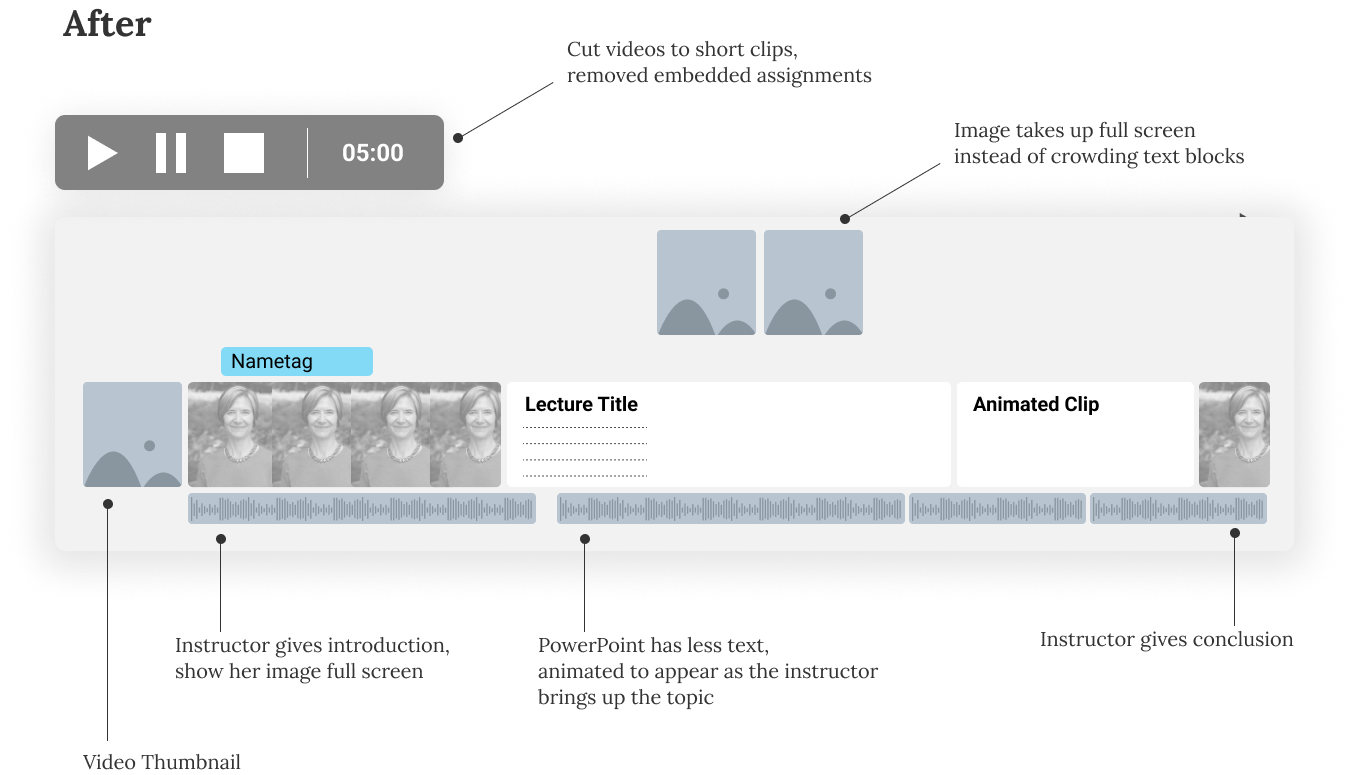 After
Cut videos to short clips,
removed embedded assignments
Image takes up full screen
instead of crowding text blocks
05:00
Nametag
Lecture Title
Animated Clip
Instructor gives introduction,
show her image full screen
PowerPoint has less text,
animated to appear as the instructor
brings up the topic
Instructor gives conclusion
Video Thumbnail